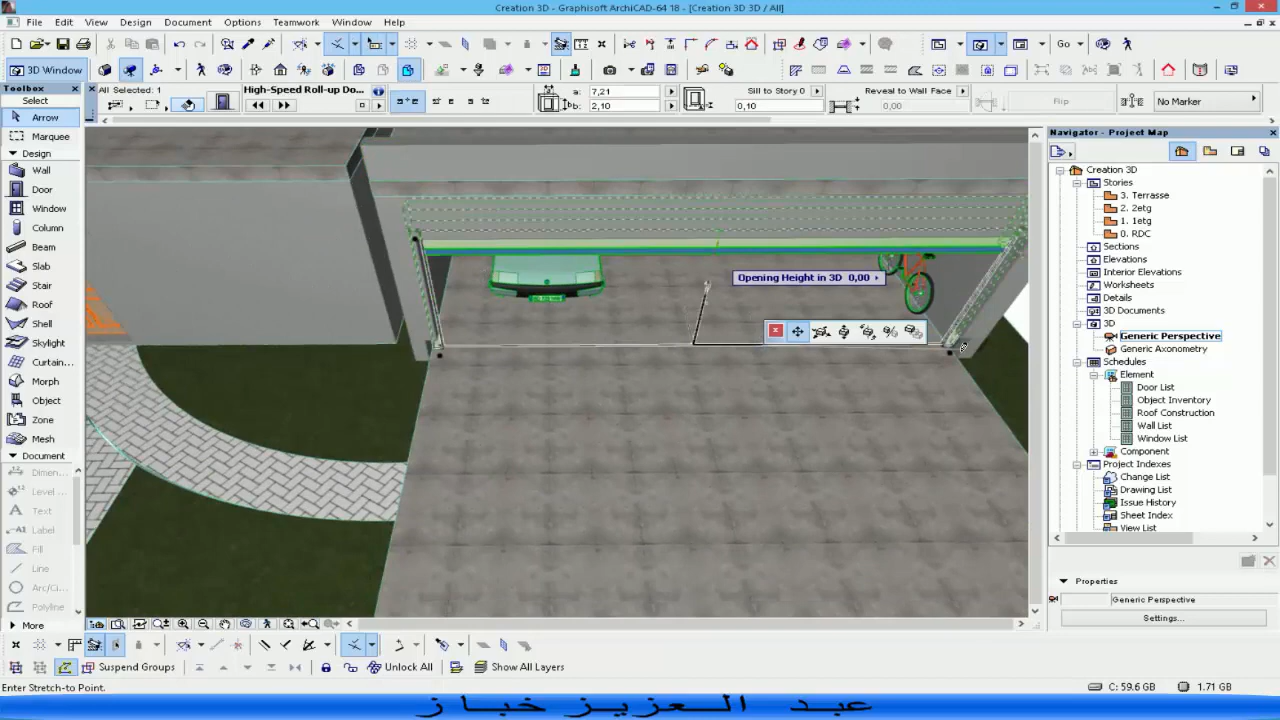 Creation 3D - Graphisoft ArchiCAD-64 18 - [Creation 3D 3D / All]
File Edit View Design Document Options Teamwork Window Help
Go
3D Window
Toolbox
All Selected: 1
High-Speed Roll-up Do...
a: 7,21
b: 2,10
Sill to Story 0
0,10
Reveal to Wall Face
0,00
Flip
No Marker
Select
Arrow
Marquee
Design
Wall
Door
Window
Column
Beam
Slab
Stair
Roof
Shell
Skylight
Curtain...
Morph
Object
Zone
Mesh
Document
Dimen...
Level ...
Text
Label
Fill
Line
Arc/Ci...
Polyline
More
Opening Height in 3D 0,00
Navigator - Project Map
Creation 3D
Stories
3. Terrasse
2. 2etg
1. 1etg
0. RDC
Sections
Elevations
Interior Elevations
Worksheets
Details
3D Documents
3D
Generic Perspective
Generic Axonometry
Schedules
Element
Door List
Object Inventory
Roof Construction
Wall List
Window List
Component
Project Indexes
Change List
Drawing List
Issue History
Sheet Index
View List
Properties
Generic Perspective
Settings...
Suspend Groups
Unlock All
Show All Layers
Enter Stretch-to Point.
C: 59.6 GB
1.71 GB
عبد العزيز خباز